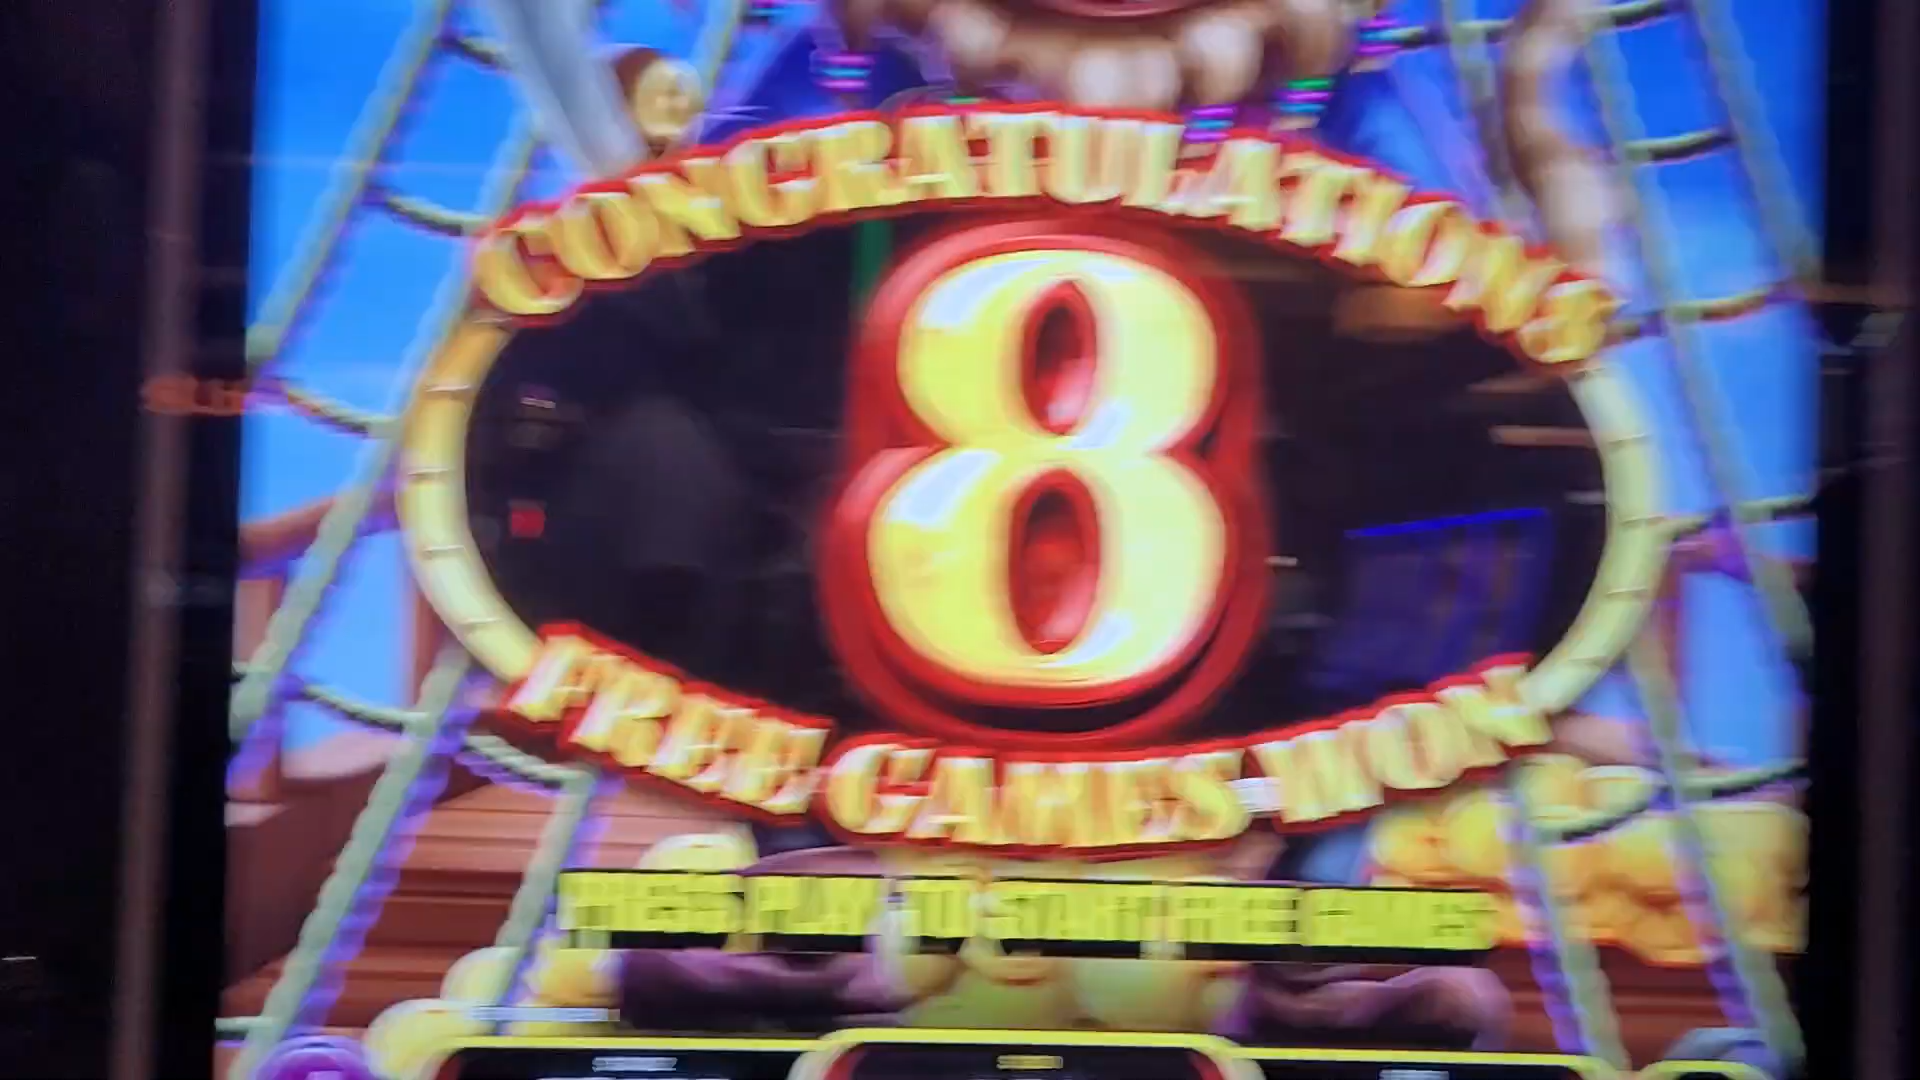 CONGRATULATIONS
8
FREE GAMES WON
PRESS PLAY TO START FREE GAMES